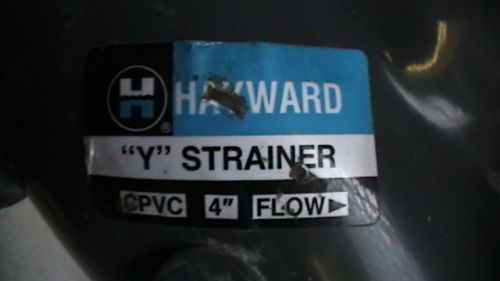 H HAYWARD
®
"Y" STRAINER
CPVC 4" FLOW►